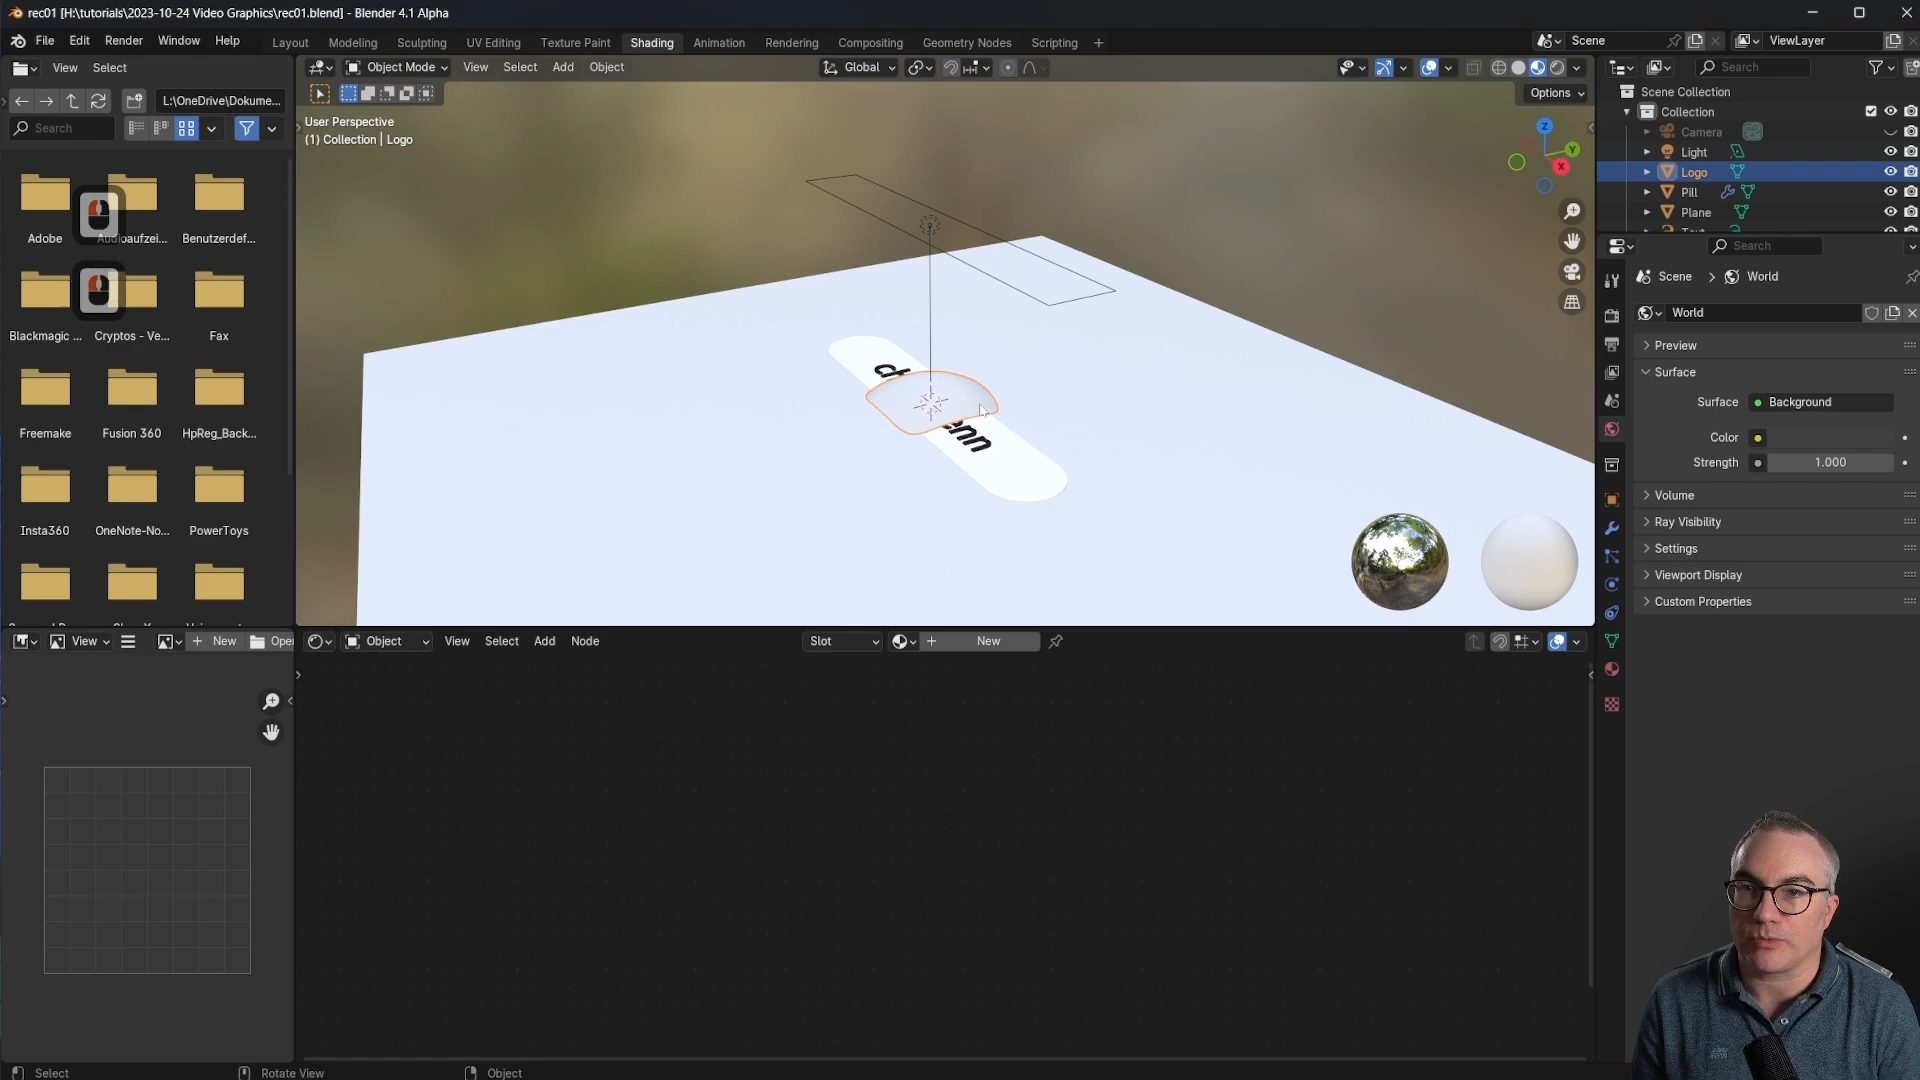 rec01 [H:\tutorials\2023-10-24 Video Graphics\rec01.blend] - Blender 4.1 Alpha
File Edit Render Window Help
Layout Modeling Sculpting UV Editing Texture Paint Shading Animation Rendering Compositing Geometry Nodes Scripting
Scene
ViewLayer
View Select
Object Mode View Select Add Object
Global
Search
L:\OneDrive\Dokume...
Search
Options
User Perspective
(1) Collection | Logo
Z
Y
X
Scene Collection
Collection
Camera
Light
Logo
Pill
Plane
Adobe
Audioaufzei...
Benutzerdef...
Blackmagic ...
Cryptos - Ve...
Fax
Freemake
Fusion 360
HpReg_Back...
Insta360
OneNote-No...
PowerToys
Search
Scene > World
World
Preview
Surface
Surface Background
Color
Strength 1.000
Volume
Ray Visibility
Settings
Viewport Display
Custom Properties
View New Open
Object View Select Add Node
Slot
New
Select
Rotate View
Object